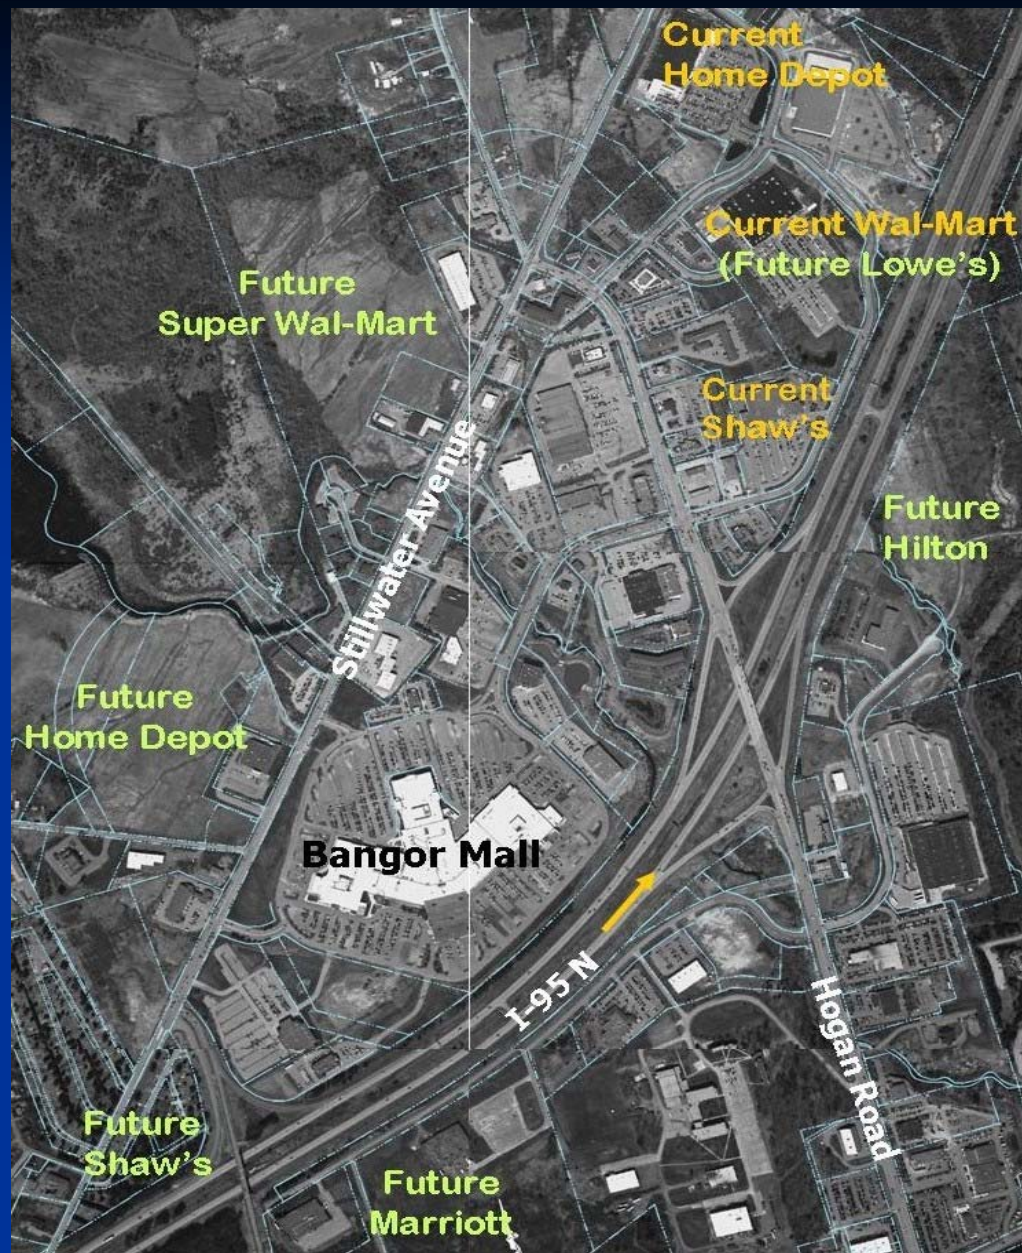 Current
Home Depot
Current Wal-Mart
(Future Lowe's)
Future
Super Wal-Mart
Current
Shaw's
Stillwater Avenue
Future
Hilton
Future
Home Depot
Bangor Mall
I-95 N
Hogan Road
Future
Shaw's
Future
Marriott